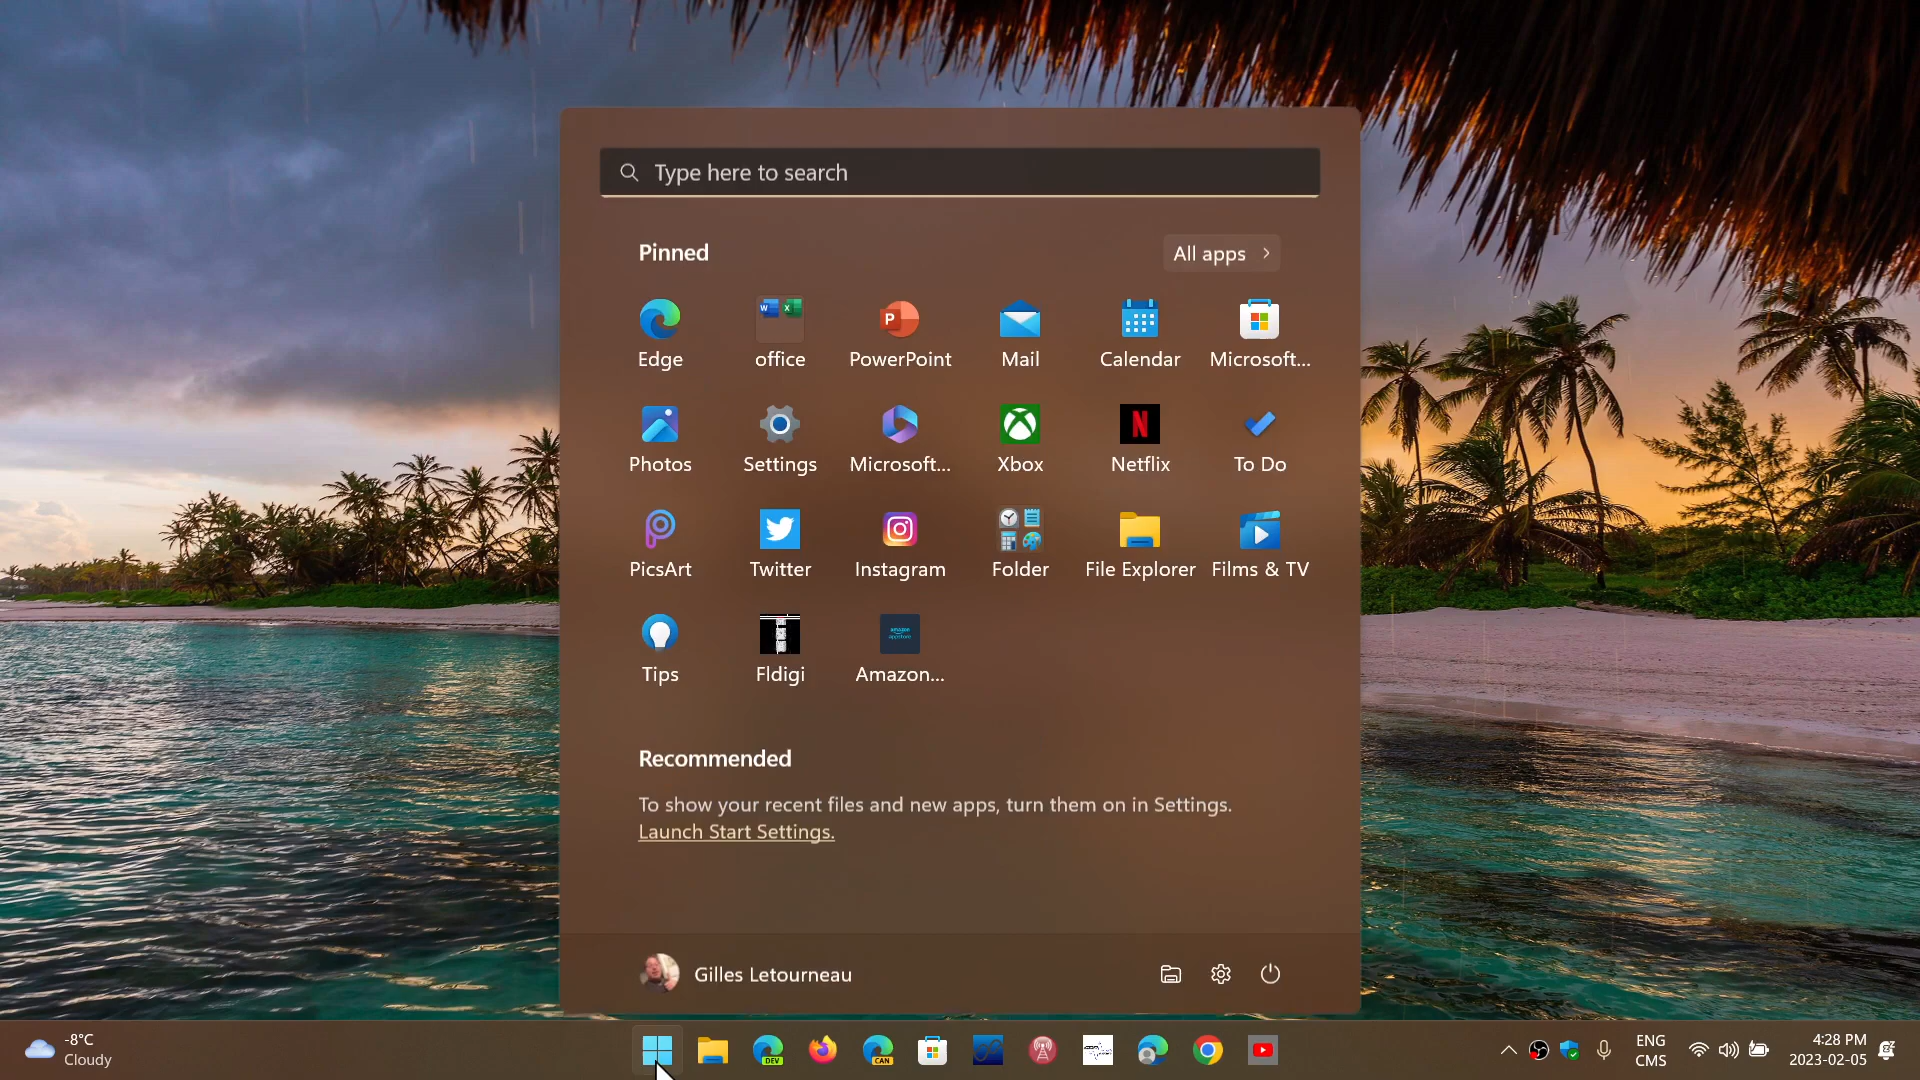 Type here to search
Pinned
All apps
Edge
office
PowerPoint
Mail
Calendar
Microsoft...
Photos
Settings
Microsoft...
Xbox
Netflix
To Do
PicsArt
Twitter
Instagram
Folder
File Explorer
Films & TV
Tips
Fldigi
Amazon...
Recommended
To show your recent files and new apps, turn them on in Settings.
Launch Start Settings.
Gilles Letourneau
-8°C
Cloudy
DEV
CAN
ENG
CMS
4:28 PM
2023-02-05